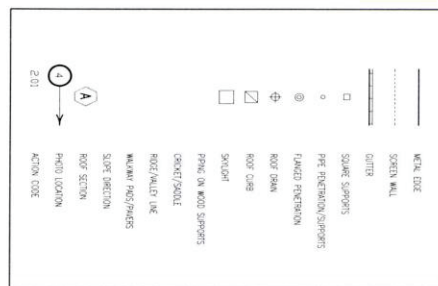 METAL EDGE
SCREEN WALL
GUTTER
SQUARE SUPPORTS
PIPE PENETRATION/SUPPORTS
FLANGED PENETRATION
ROOF DRAIN
ROOF CURB
SKYLIGHT
PIPING ON WOOD SUPPORTS
CRICKET/SADDLE
RIDGE/VALLEY LINE
WALKWAY PADS/PAVERS
SLOPE DIRECTION
A ROOF SECTION
4 PHOTO LOCATION
2.01 ACTION CODE